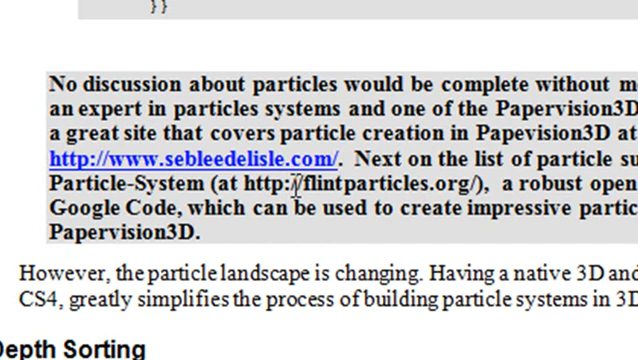 }}
No discussion about particles would be complete without
an expert in particles systems and one of the Papervision3D
a great site that covers particle creation in Papevision3D at
http://www.sebleedelisle.com/. Next on the list of particle
Particle-System (at http://flintparticles.org/), a robust open
Google Code, which can be used to create impressive
Papervision3D.
However, the particle landscape is changing. Having a native 3D and
CS4, greatly simplifies the process of building particle systems in 3D
Depth Sorting